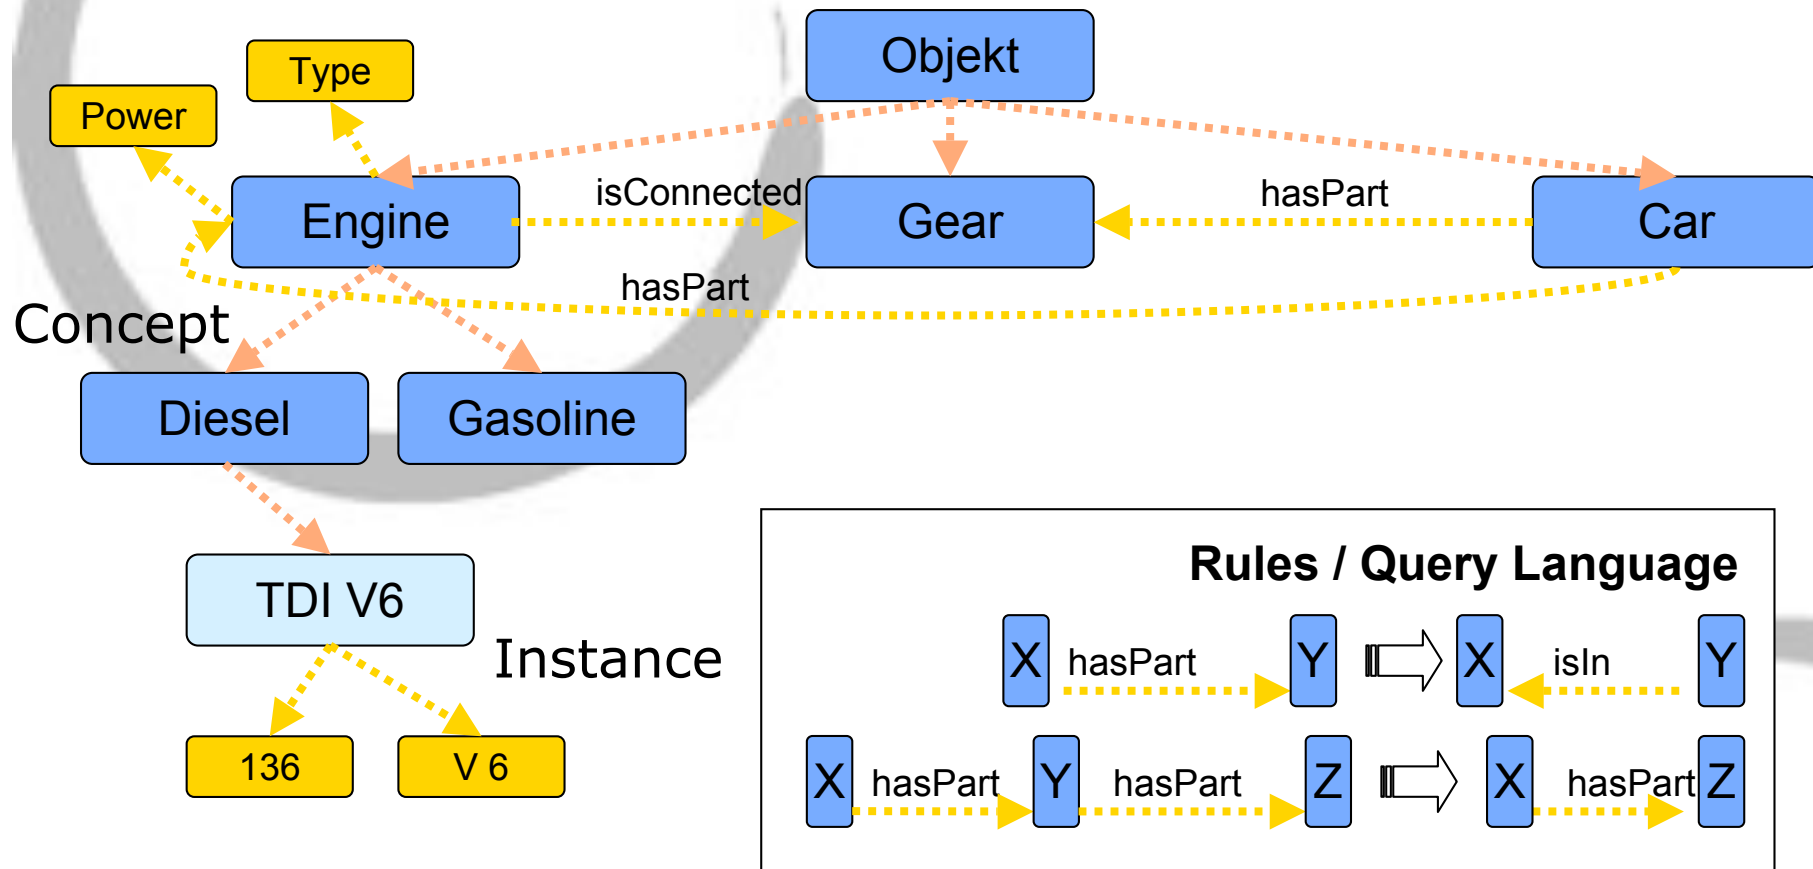 Objekt
Type
Power
Engine
isConnected
Gear
hasPart
Car
hasPart
Concept
Diesel
Gasoline
TDI V6
Instance
136
V 6
Rules / Query Language
X hasPart Y X isIn Y
X hasPart Y hasPart Z X hasPart Z